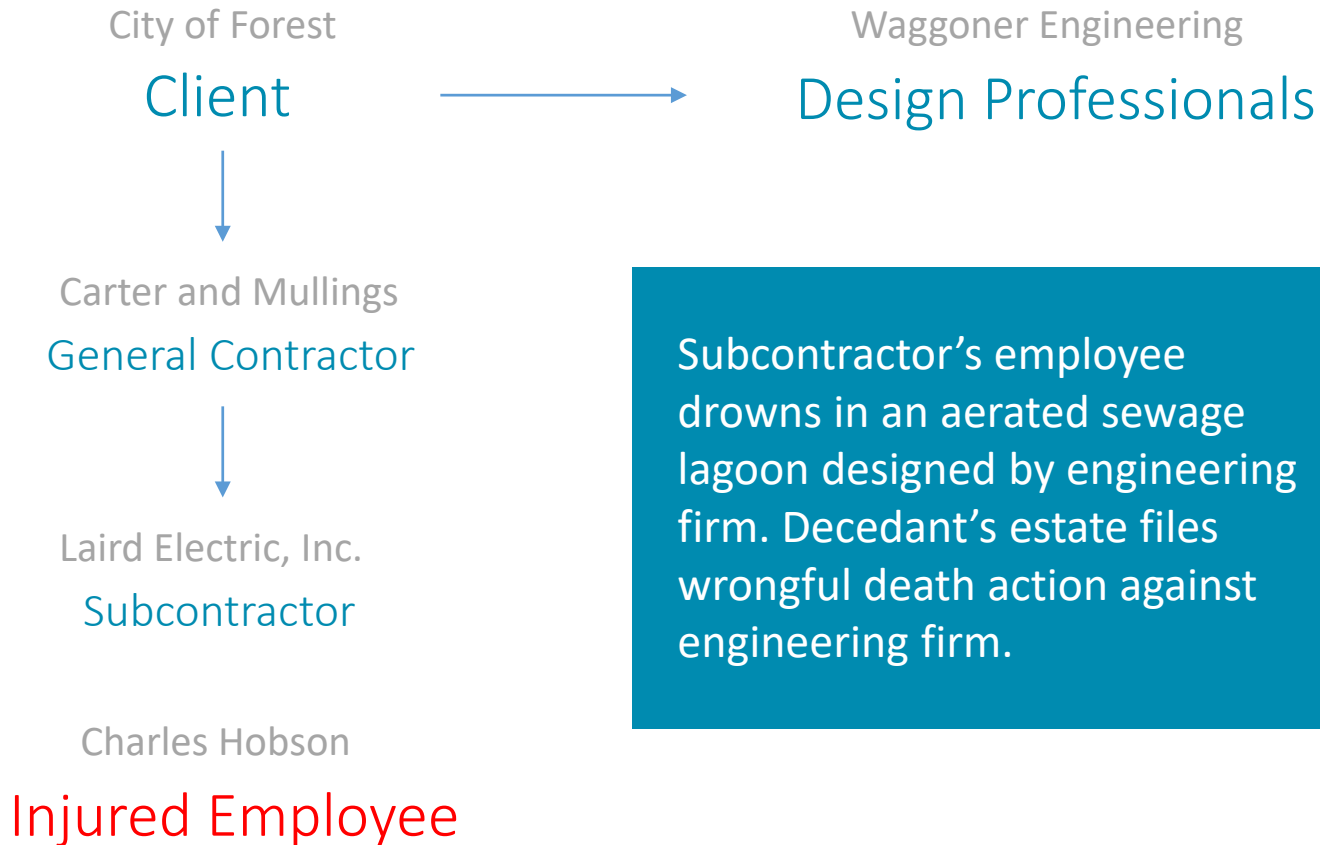 City of Forest
Client
Waggoner Engineering
Design Professionals
Carter and Mullings
General Contractor
Laird Electric, Inc.
Subcontractor
Charles Hobson
Injured Employee
Subcontractor’s employee
drowns in an aerated sewage
lagoon designed by engineering
firm. Decedant’s estate files
wrongful death action against
engineering firm.